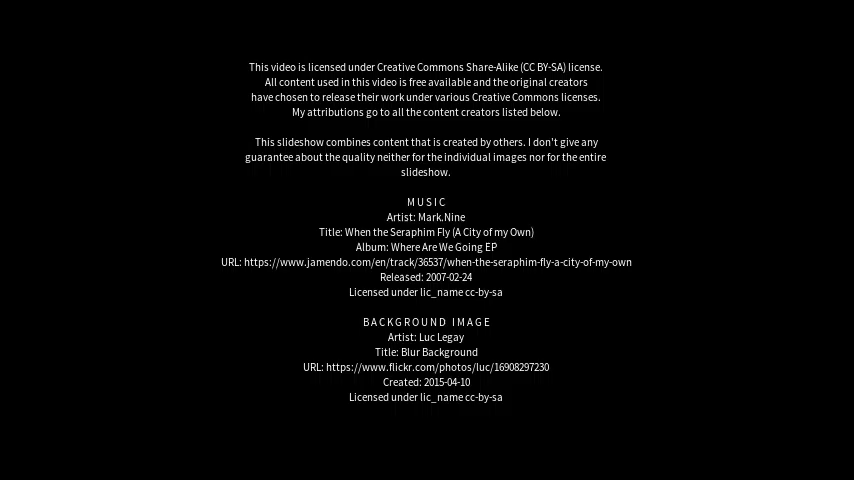 This video is licensed under Creative Commons Share-Alike (CC BY-SA) license.
All content used in this video is free available and the original creators
have chosen to release their work under various Creative Commons licenses.
My attributions go to all the content creators listed below.
This slideshow combines content that is created by others. I don't give any
guarantee about the quality neither for the individual images nor for the entire
slideshow.
MUSIC
Artist: Mark.Nine
Title: When the Seraphim Fly (A City of my Own)
Album: Where Are We Going EP
URL: https://www.jamendo.com/en/track/36537/when-the-seraphim-fly-a-city-of-my-own
Released: 2007-02-24
Licensed under lic_name cc-by-sa
BACKGROUND IMAGE
Artist: Luc Legay
Title: Blur Background
URL: https://www.flickr.com/photos/luc/16908297230
Created: 2015-04-10
Licensed under lic_name cc-by-sa